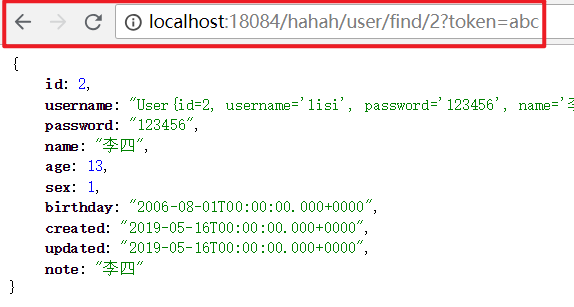 localhost:18084/hahah/user/find/2?token=abc
{
id: 2,
username: "User{id=2, username='lisi', password='123456', name='李
password: "123456",
name: "李四",
age: 13,
sex: 1,
birthday: "2006-08-01T00:00:00.000+0000",
created: "2019-05-16T00:00:00.000+0000",
updated: "2019-05-16T00:00:00.000+0000",
note: "李四"
}